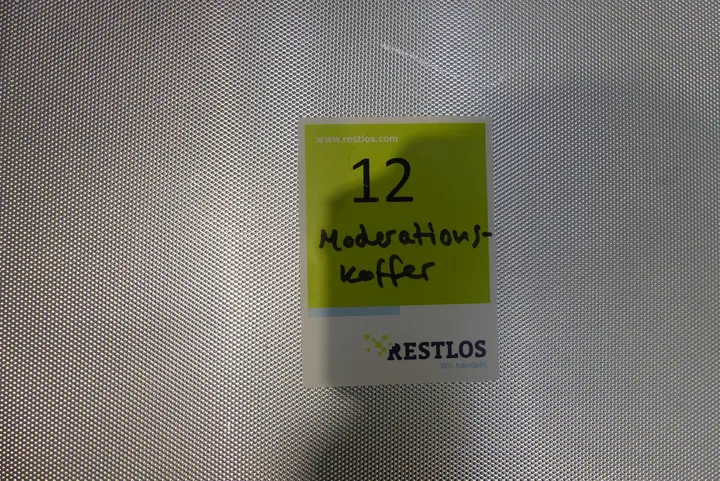 www.restlos.com
12
Moderations-
koffer
RESTLOS
Wir handeln.